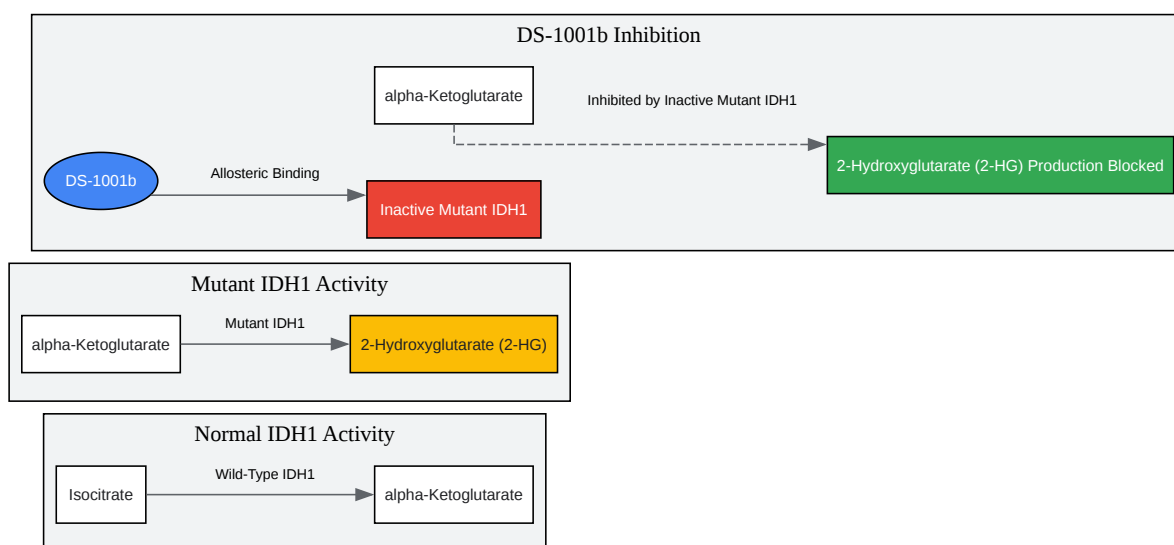 DS-1001b Inhibition
alpha-Ketoglutarate
Inhibited by Inactive Mutant IDH1
2-Hydroxyglutarate (2-HG) Production Blocked
DS-1001b
Allosteric Binding
Inactive Mutant IDH1
Mutant IDH1 Activity
alpha-Ketoglutarate
Mutant IDH1
2-Hydroxyglutarate (2-HG)
Normal IDH1 Activity
Isocitrate
Wild-Type IDH1
alpha-Ketoglutarate